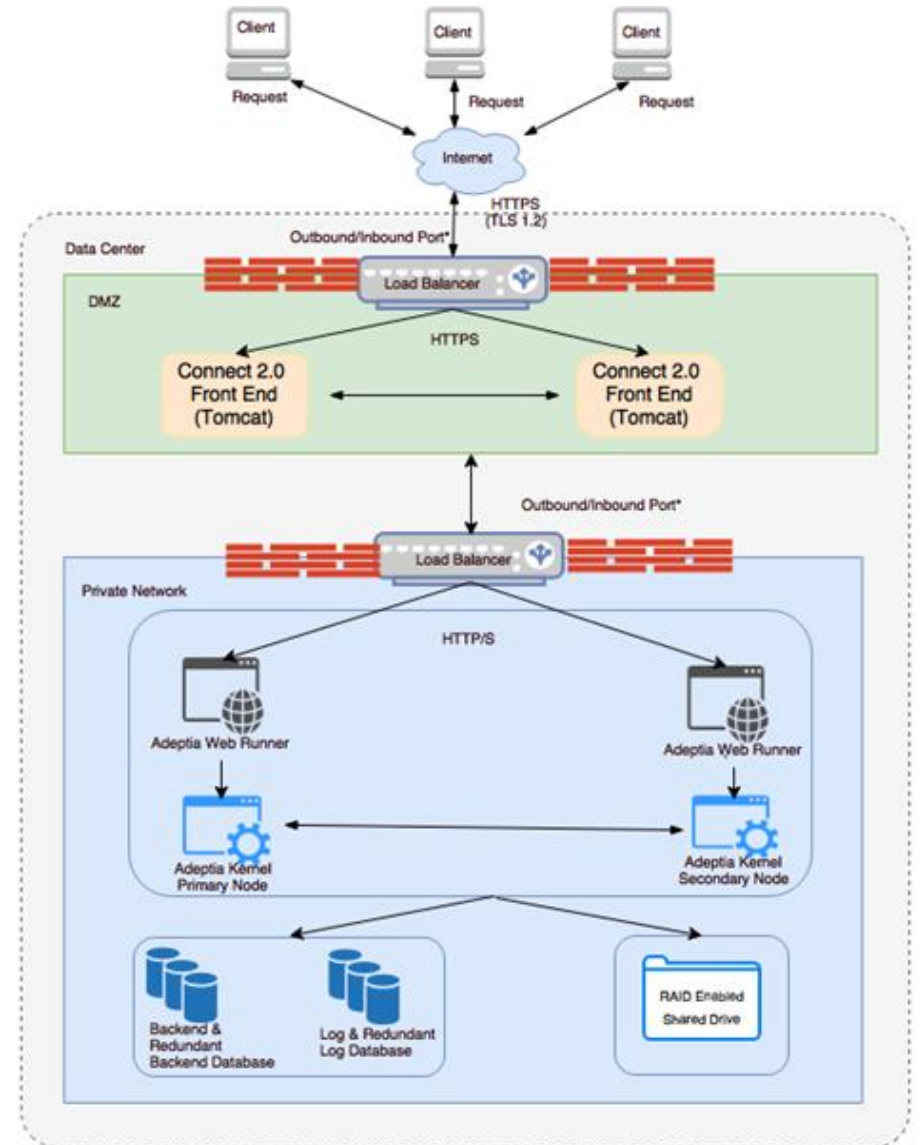 Client
Client
Client
Request
Request
Request
Internet
HTTPS
(TLS 1.2)
Outbound/Inbound Port*
Data Center
Load Balancer
DMZ
HTTPS
Connect 2.0
Front End
(Tomcat)
Connect 2.0
Front End
(Tomcat)
Outbound/Inbound Port*
Load Balancer
Private Network
HTTP/S
Adeptia Web Runner
Adeptia Web Runner
Adeptia Kernel
Primary Node
Adeptia Kernel
Secondary Node
Backend &
Redundant
Backend Database
Log & Redundant
Log Database
RAID Enabled
Shared Drive